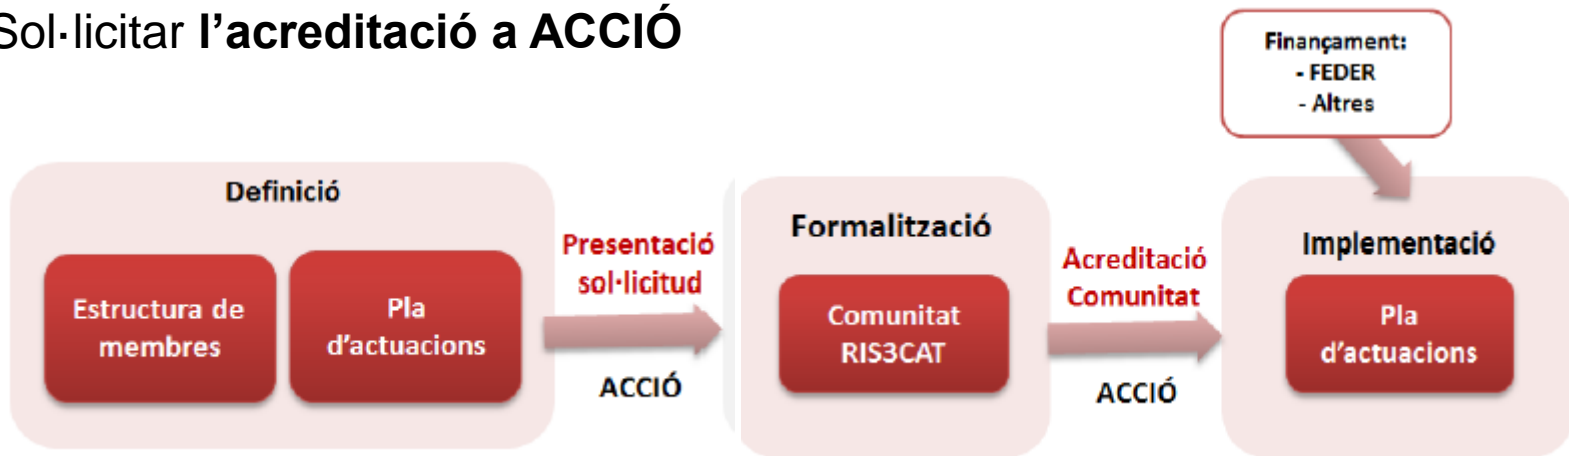 Sol·licitar l’acreditació a ACCIÓ
Finançament:
- FEDER
- Altres
Definició
Estructura de
membres
Pla
d’actuacions
Presentació
sol·licitud
ACCIÓ
Formalització
Comunitat
RIS3CAT
Acreditació
Comunitat
ACCIÓ
Implementació
Pla
d’actuacions